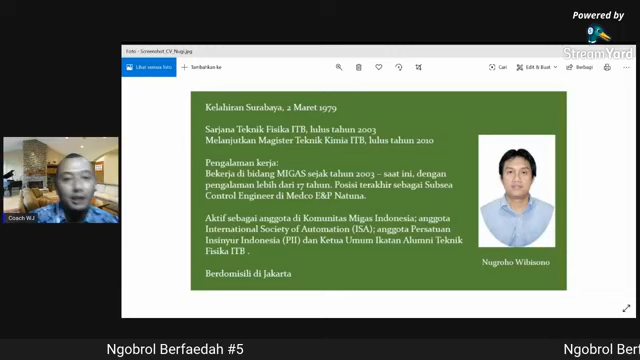 Powered by
StreamYard
Foto - Screenshot_CV_Nugi.jpg
Lihat semua foto
Tambahkan ke
Cari
Edit & Buat
Berbagi
Kelahiran Surabaya, 2 Maret 1979
Sarjana Teknik Fisika ITB, lulus tahun 2003
Melanjutkan Magister Teknik Kimia ITB, lulus tahun 2010
Pengalaman kerja:
Bekerja di bidang MIGAS sejak tahun 2003 – saat ini, dengan
pengalaman lebih dari 17 tahun. Posisi terakhir sebagai Subsea
Control Engineer di Medco E&P Natuna.
Aktif sebagai anggota di Komunitas Migas Indonesia; anggota
International Society of Automation (ISA); anggota Persatuan
Insinyur Indonesia (PII) dan Ketua Umum Ikatan Alumni Teknik
Fisika ITB .
Berdomisili di Jakarta
Nugroho Wibisono
Coach WJ
Ngobrol Berfaedah #5
Ngobrol Berf